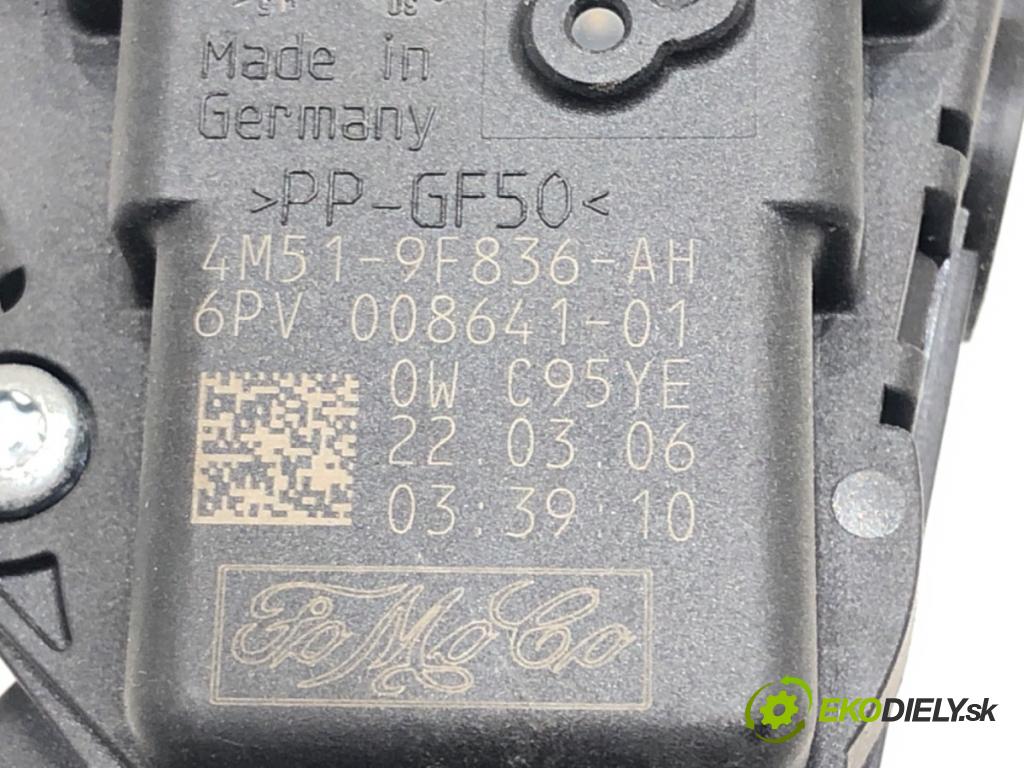 Made in
Germany
>PP-GF50<
4M51-9F836-AH
6PV 008641-01
0W C95YE
22.03.06
03:39:10
FoMoCo
EKODIELY.sk